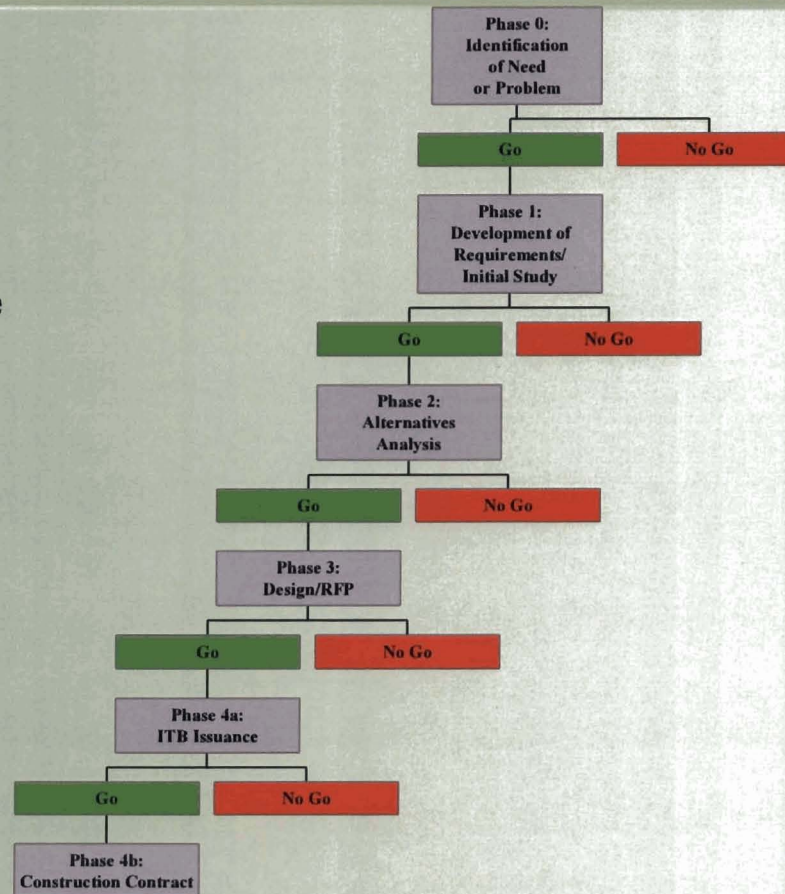 Phase 0:
Identification
of Need
or Problem
Go
No Go
Phase 1:
Development of
Requirements/
Initial Study
Go
No Go
Phase 2:
Alternatives
Analysis
Go
No Go
Phase 3:
Design/RFP
Go
No Go
Phase 4a:
ITB Issuance
Go
No Go
Phase 4b:
Construction Contract